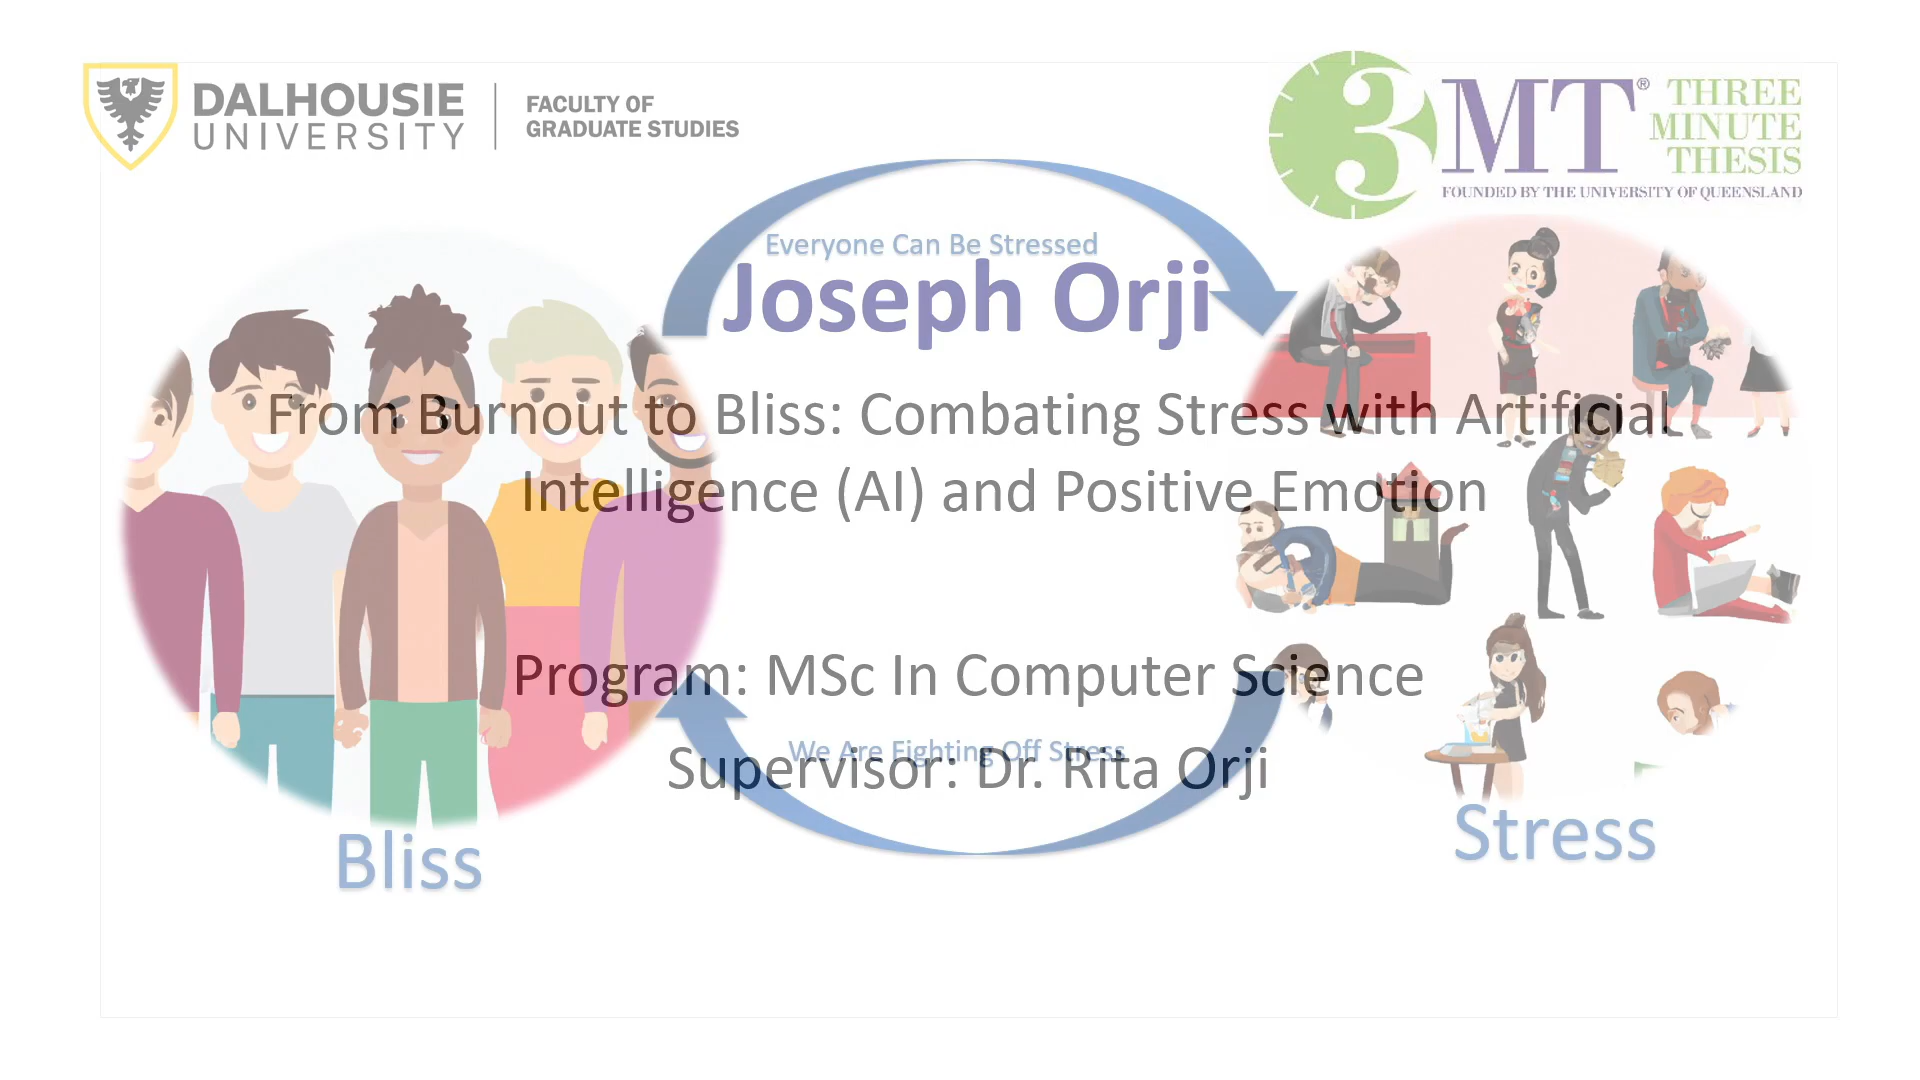 DALHOUSIE
UNIVERSITY
FACULTY OF
GRADUATE STUDIES
3MT® THREE
MINUTE
THESIS
FOUNDED BY THE UNIVERSITY OF QUEENSLAND
Everyone Can Be Stressed
Joseph Orji
From Burnout to Bliss: Combating Stress with Artificial
Intelligence (AI) and Positive Emotion
Program: MSc In Computer Science
We Are Fighting Off Stress
Supervisor: Dr. Rita Orji
Stress
Bliss